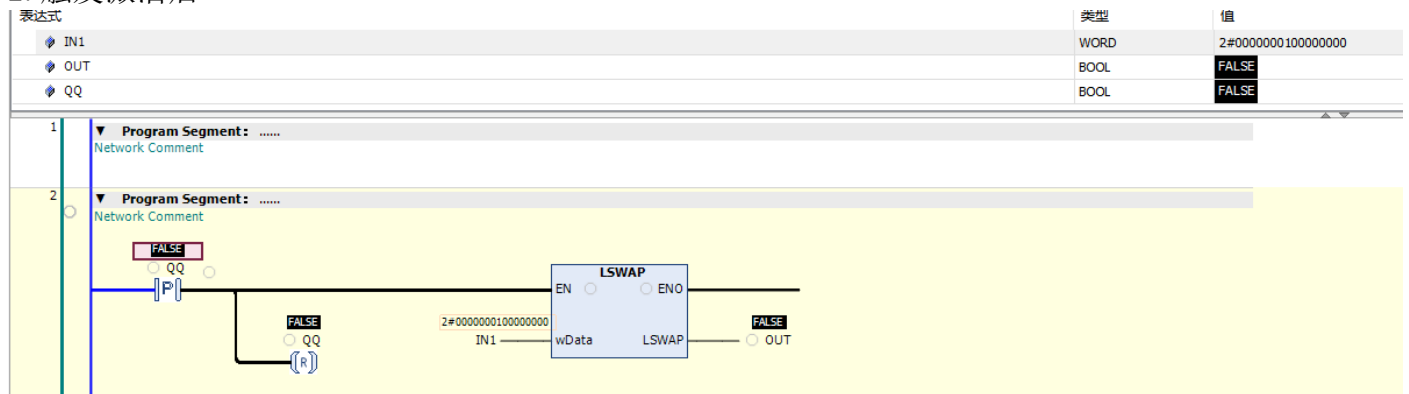 表达式 类型 值
IN1 WORD 2#0000000100000000
OUT BOOL FALSE
QQ BOOL FALSE
1 ▼ Program Segment: ......
Network Comment
2 ▼ Program Segment: ......
Network Comment
FALSE
QQ
P
LSWAP
EN ENO
FALSE 2#0000000100000000 FALSE
QQ IN1 wData LSWAP OUT
R